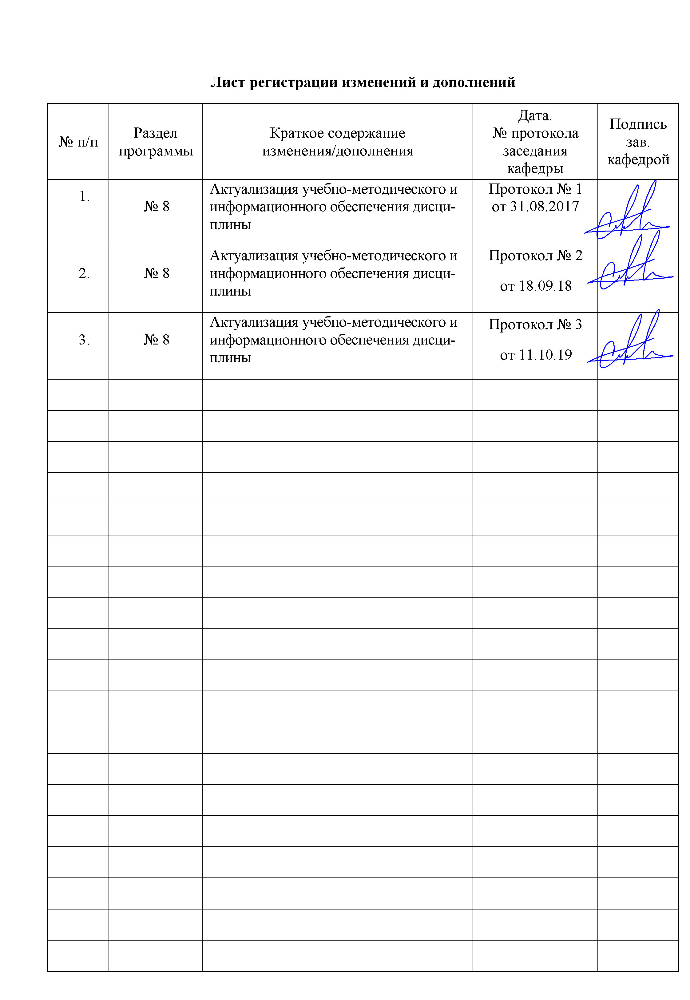 Лист регистрации изменений и дополнений
№ п/п
Раздел
программы
Краткое содержание
изменения/дополнения
Дата.
№ протокола
заседания
кафедры
Подпись
зав.
кафедрой
1.
№ 8
Актуализация учебно-методического и
информационного обеспечения дисци-
плины
Протокол № 1
от 31.08.2017
2.
№ 8
Актуализация учебно-методического и
информационного обеспечения дисци-
плины
Протокол № 2
от 18.09.18
3.
№ 8
Актуализация учебно-методического и
информационного обеспечения дисци-
плины
Протокол № 3
от 11.10.19